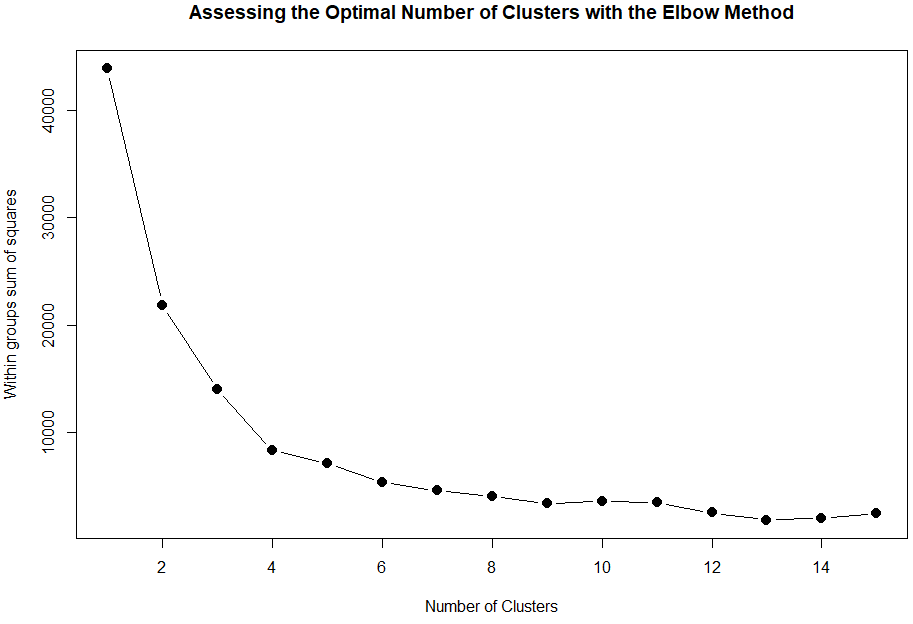 Assessing the Optimal Number of Clusters with the Elbow Method
Within groups sum of squares
40000
30000
20000
10000
2 4 6 8 10 12 14
Number of Clusters